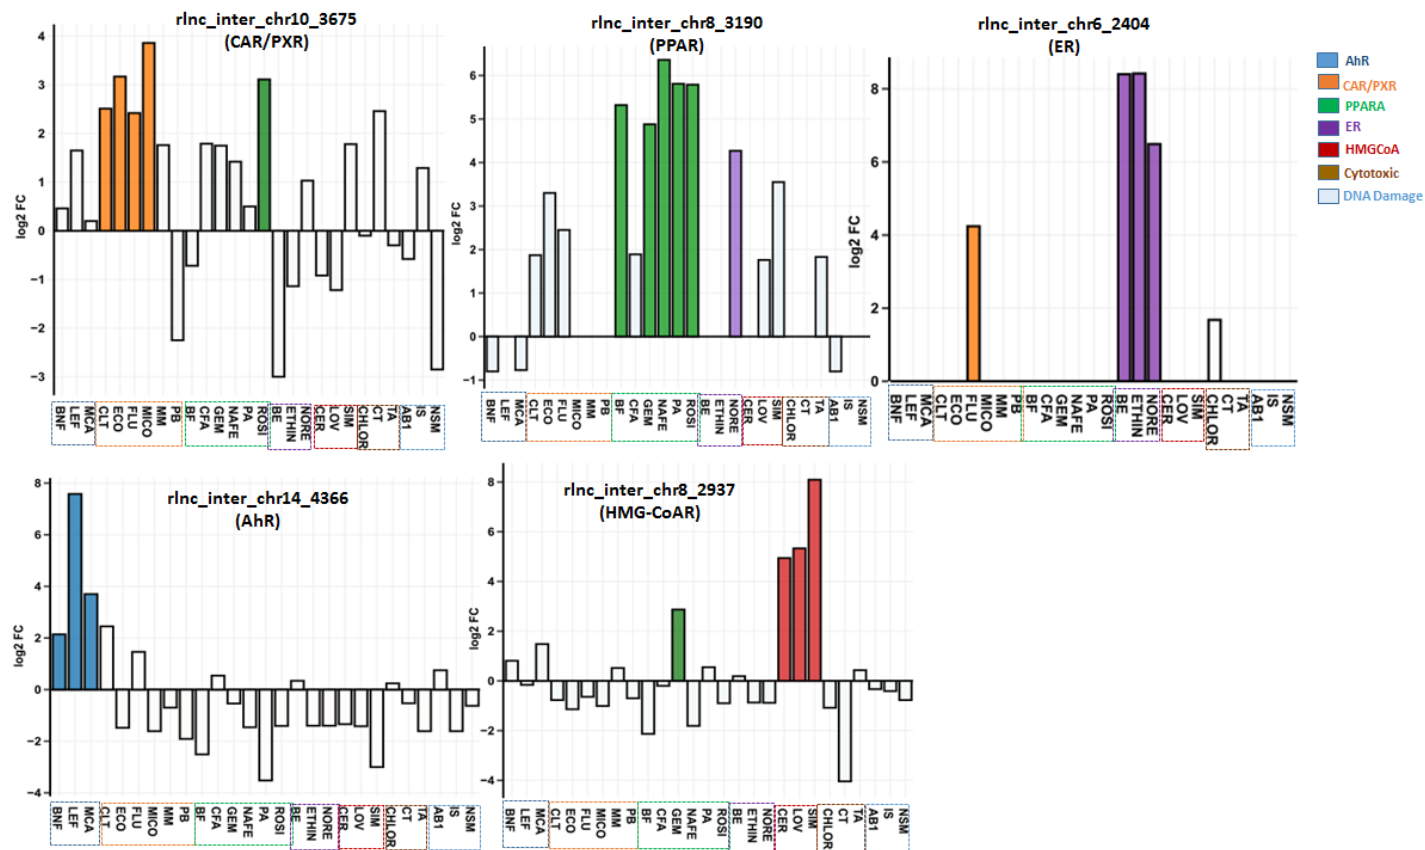 rlnc_inter_chr10_3675
(CAR/PXR)
log2 FC
4
3
2
1
0
−1
−2
−3
BNF LEF MCA CLT ECO FLU MICO MM PB BF CFA GEM NAFE PA ROSI BE ETHIN NORE CER LOV SIM CHLOR CT TA AB1 IS NSM
rlnc_inter_chr8_3190
(PPAR)
log2 FC
6
5
4
3
2
1
0
−1
BNF LEF MCA CLT ECO FLU MICO MM PB BF CFA GEM NAFE PA ROSI BE ETHIN NORE CER LOV SIM CHLOR CT TA AB1 IS NSM
rlnc_inter_chr6_2404
(ER)
log2 FC
8
6
4
2
0
BNF LEF MCA CLT ECO FLU MICO MM PB BF CFA GEM NAFE PA ROSI BE ETHIN NORE CER LOV SIM CHLOR CT TA AB1 IS NSM
AhR
CAR/PXR
PPARA
ER
HMGCoA
Cytotoxic
DNA Damage
rlnc_inter_chr14_4366
(AhR)
log2 FC
8
6
4
2
0
−2
−4
BNF LEF MCA CLT ECO FLU MICO MM PB BF CFA GEM NAFE PA ROSI BE ETHIN NORE CER LOV SIM CHLOR CT TA AB1 IS NSM
rlnc_inter_chr8_2937
(HMG-CoAR)
log2 FC
8
6
4
2
0
−2
−4
BNF LEF MCA CLT ECO FLU MICO MM PB BF CFA GEM NAFE PA ROSI BE ETHIN NORE CER LOV SIM CHLOR CT TA AB1 IS NSM